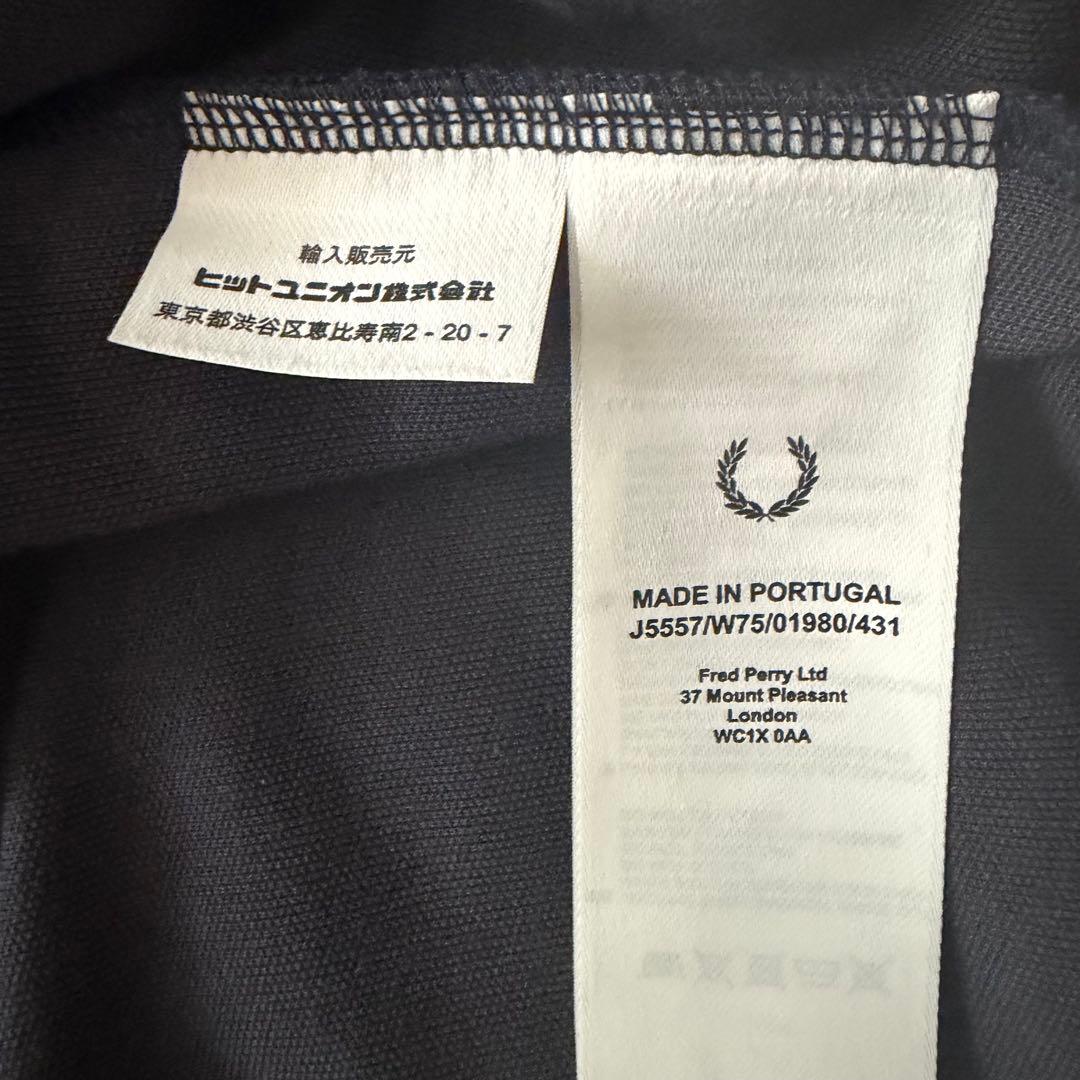 輸入販売元
ヒットユニオン株式会社
東京都渋谷区恵比寿南2-20-7
MADE IN PORTUGAL
J5557/W75/01980/431
Fred Perry Ltd
37 Mount Pleasant
London
WC1X 0AA